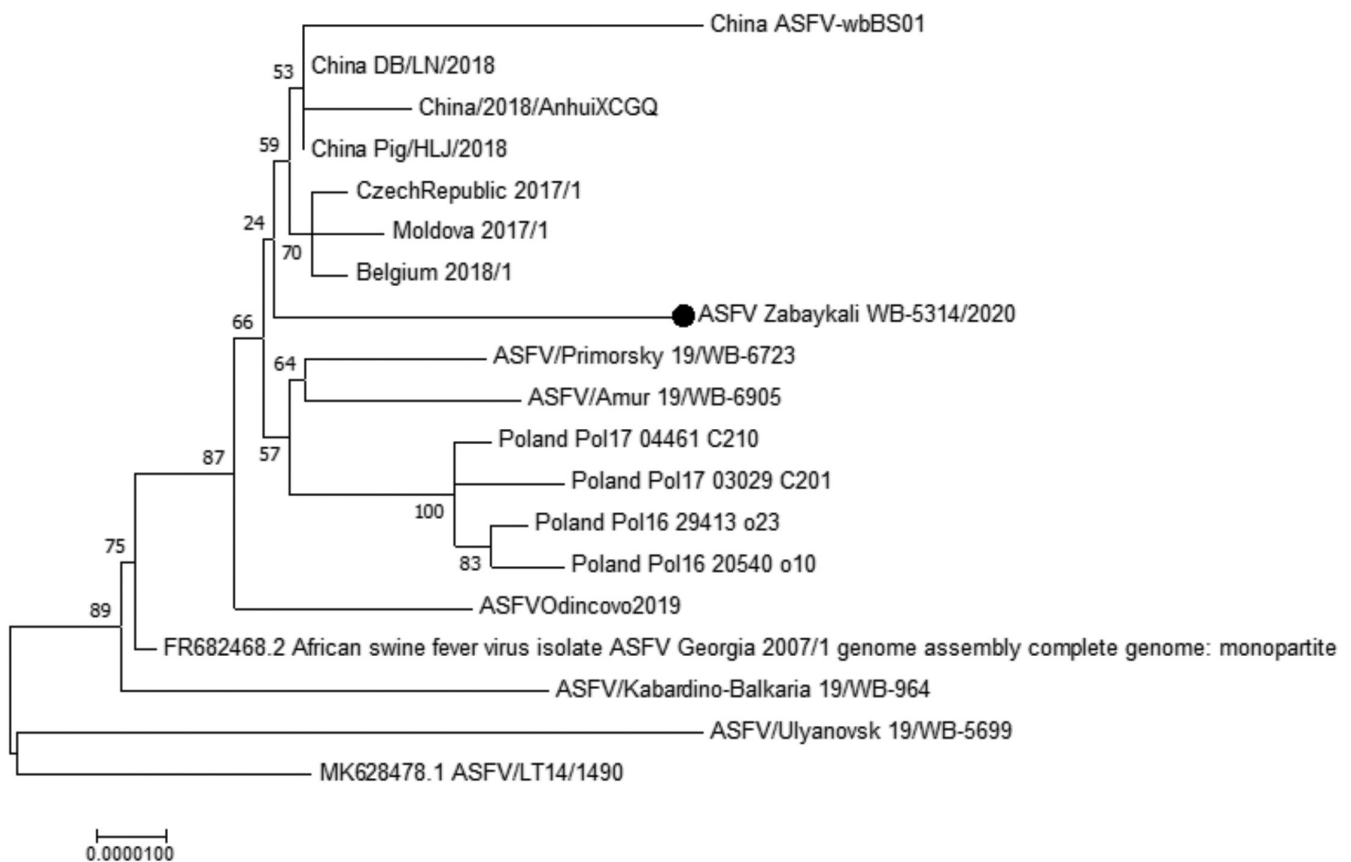 China ASFV-wbBS01
53
China DB/LN/2018
China/2018/AnhuiXCGQ
59
China Pig/HLJ/2018
CzechRepublic 2017/1
24
Moldova 2017/1
70
Belgium 2018/1
ASFV Zabaykali WB-5314/2020
66
ASFV/Primorsky 19/WB-6723
64
ASFV/Amur 19/WB-6905
Poland Pol17 04461 C210
87
57
Poland Pol17 03029 C201
100
Poland Pol16 29413 o23
75
83
Poland Pol16 20540 o10
89
ASFVOdincovo2019
FR682468.2 African swine fever virus isolate ASFV Georgia 2007/1 genome assembly complete genome: monopartite
ASFV/Kabardino-Balkaria 19/WB-964
ASFV/Ulyanovsk 19/WB-5699
MK628478.1 ASFV/LT14/1490
0.0000100